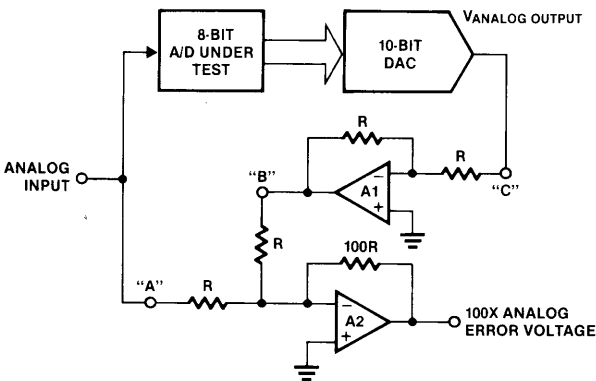 8-BIT
A/D UNDER
TEST
10-BIT
DAC
VANALOG OUTPUT
R
R
ANALOG
INPUT
"B"
A1
−
+
"C"
R
100R
"A"
R
−
A2
+
100X ANALOG
ERROR VOLTAGE